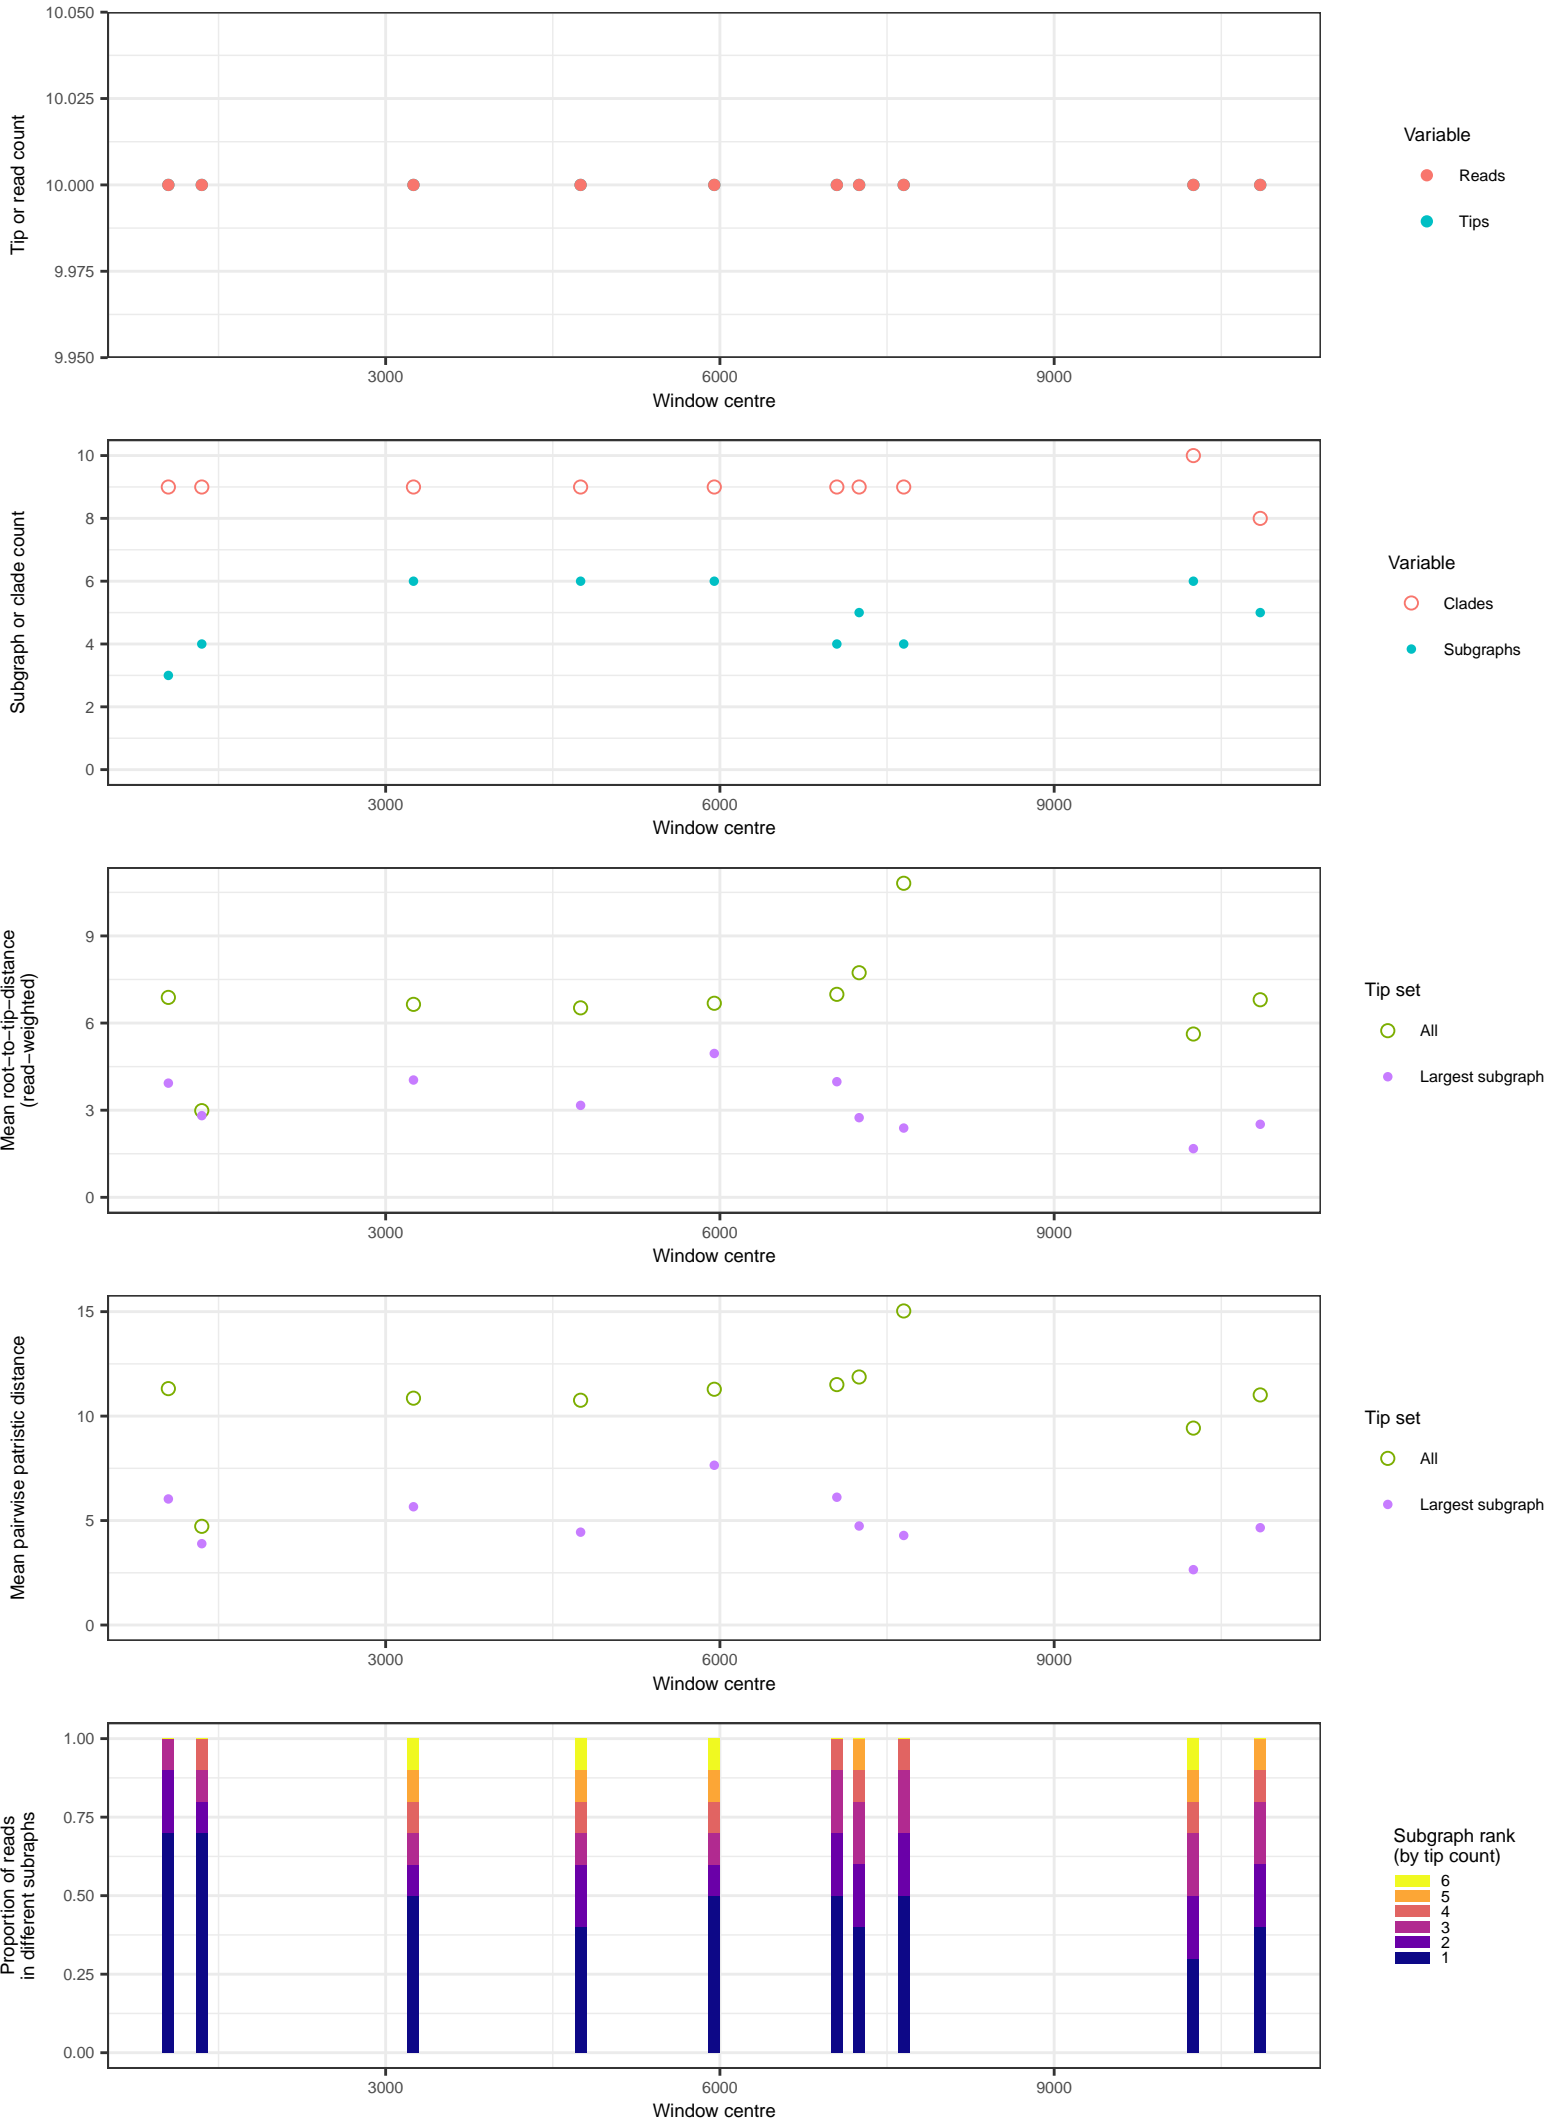 10.050
10.025
10.000
9.975
9.950
Tip or read count
3000
6000
9000
Window centre
Variable
Reads
Tips
10
8
6
4
2
0
Subgraph or clade count
3000
6000
9000
Window centre
Variable
Clades
Subgraphs
9
6
3
0
Mean root−to−tip−distance
(read−weighted)
3000
6000
9000
Window centre
Tip set
All
Largest subgraph
15
10
5
0
Mean pairwise patristic distance
3000
6000
9000
Window centre
Tip set
All
Largest subgraph
1.00
0.75
0.50
0.25
0.00
Proportion of reads
in different subraphs
3000
6000
9000
Window centre
Subgraph rank
(by tip count)
6
5
4
3
2
1